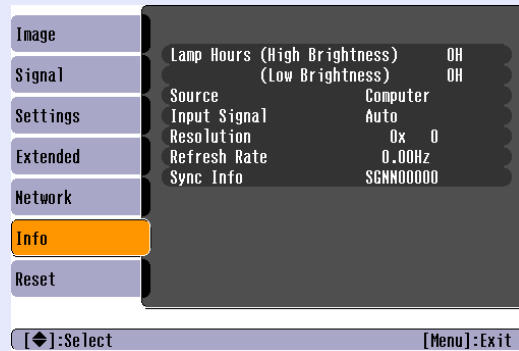 Image
Signal
Settings
Extended
Network
Info
Reset
Lamp Hours (High Brightness) 0H
(Low Brightness) 0H
Source Computer
Input Signal Auto
Resolution 0x 0
Refresh Rate 0.00Hz
Sync Info SGNN00000
[◆]:Select [Menu]:Exit